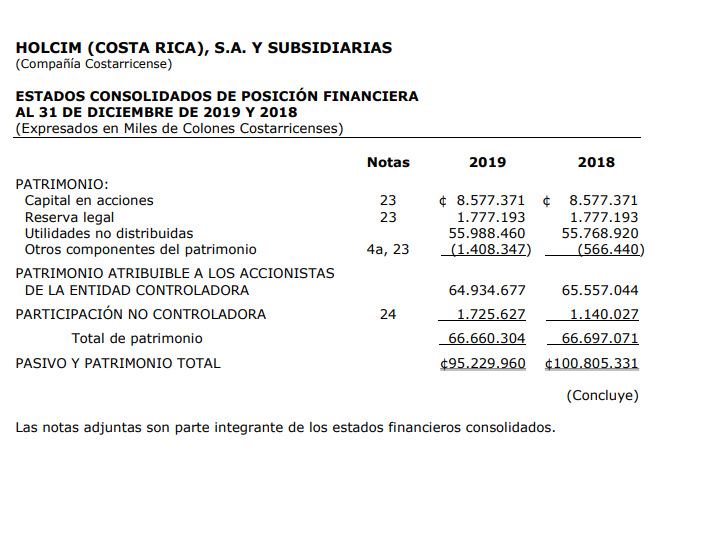 HOLCIM (COSTA RICA), S.A. Y SUBSIDIARIAS
(Compañía Costarricense)
ESTADOS CONSOLIDADOS DE POSICIÓN FINANCIERA
AL 31 DE DICIEMBRE DE 2019 Y 2018
(Expresados en Miles de Colones Costarricenses)
Notas 2019 2018
PATRIMONIO:
Capital en acciones 23 ¢ 8.577.371 ¢ 8.577.371
Reserva legal 23 1.777.193 1.777.193
Utilidades no distribuidas 55.988.460 55.768.920
Otros componentes del patrimonio 4a, 23 (1.408.347) (566.440)
PATRIMONIO ATRIBUIBLE A LOS ACCIONISTAS
DE LA ENTIDAD CONTROLADORA 64.934.677 65.557.044
PARTICIPACIÓN NO CONTROLADORA 24 1.725.627 1.140.027
Total de patrimonio 66.660.304 66.697.071
PASIVO Y PATRIMONIO TOTAL ¢95.229.960 ¢100.805.331
(Concluye)
Las notas adjuntas son parte integrante de los estados financieros consolidados.